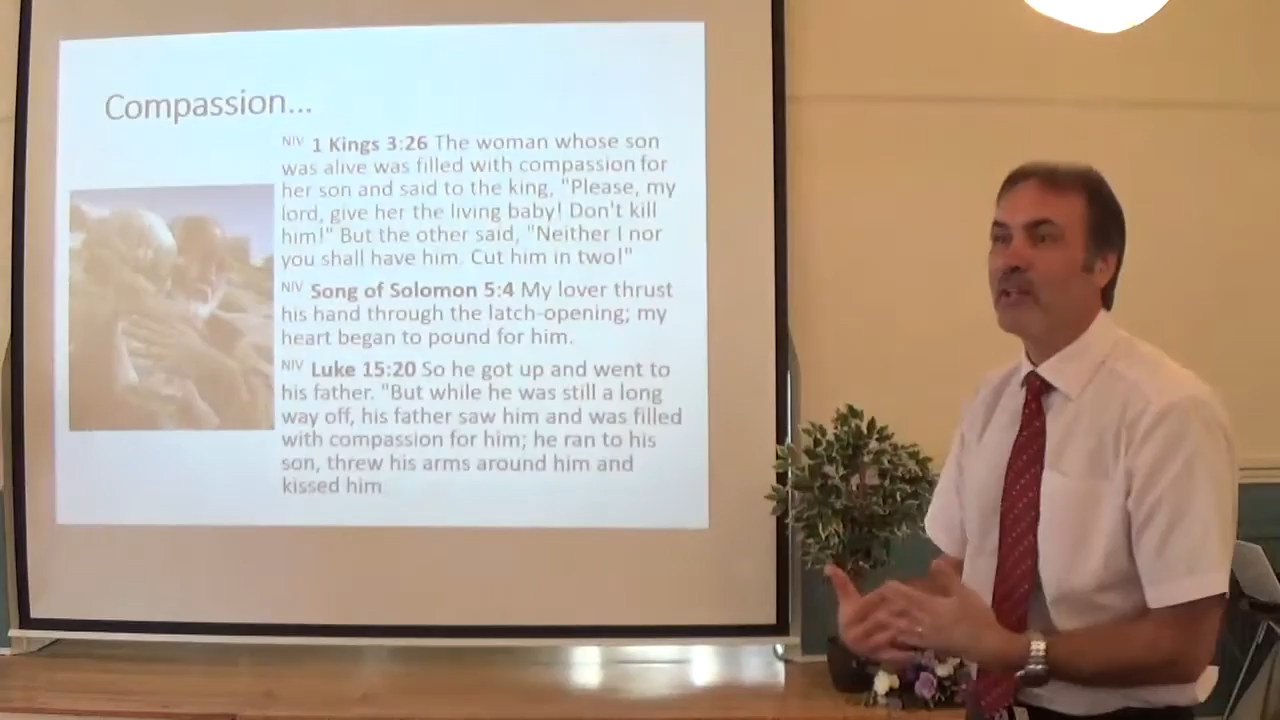 Compassion...
NIV 1 Kings 3:26 The woman whose son
was alive was filled with compassion for
her son and said to the king, "Please, my
lord, give her the living baby! Don't kill
him!" But the other said, "Neither I nor
you shall have him. Cut him in two!"
NIV Song of Solomon 5:4 My lover thrust
his hand through the latch-opening; my
heart began to pound for him.
NIV Luke 15:20 So he got up and went to
his father. "But while he was still a long
way off, his father saw him and was filled
with compassion for him; he ran to his
son, threw his arms around him and
kissed him